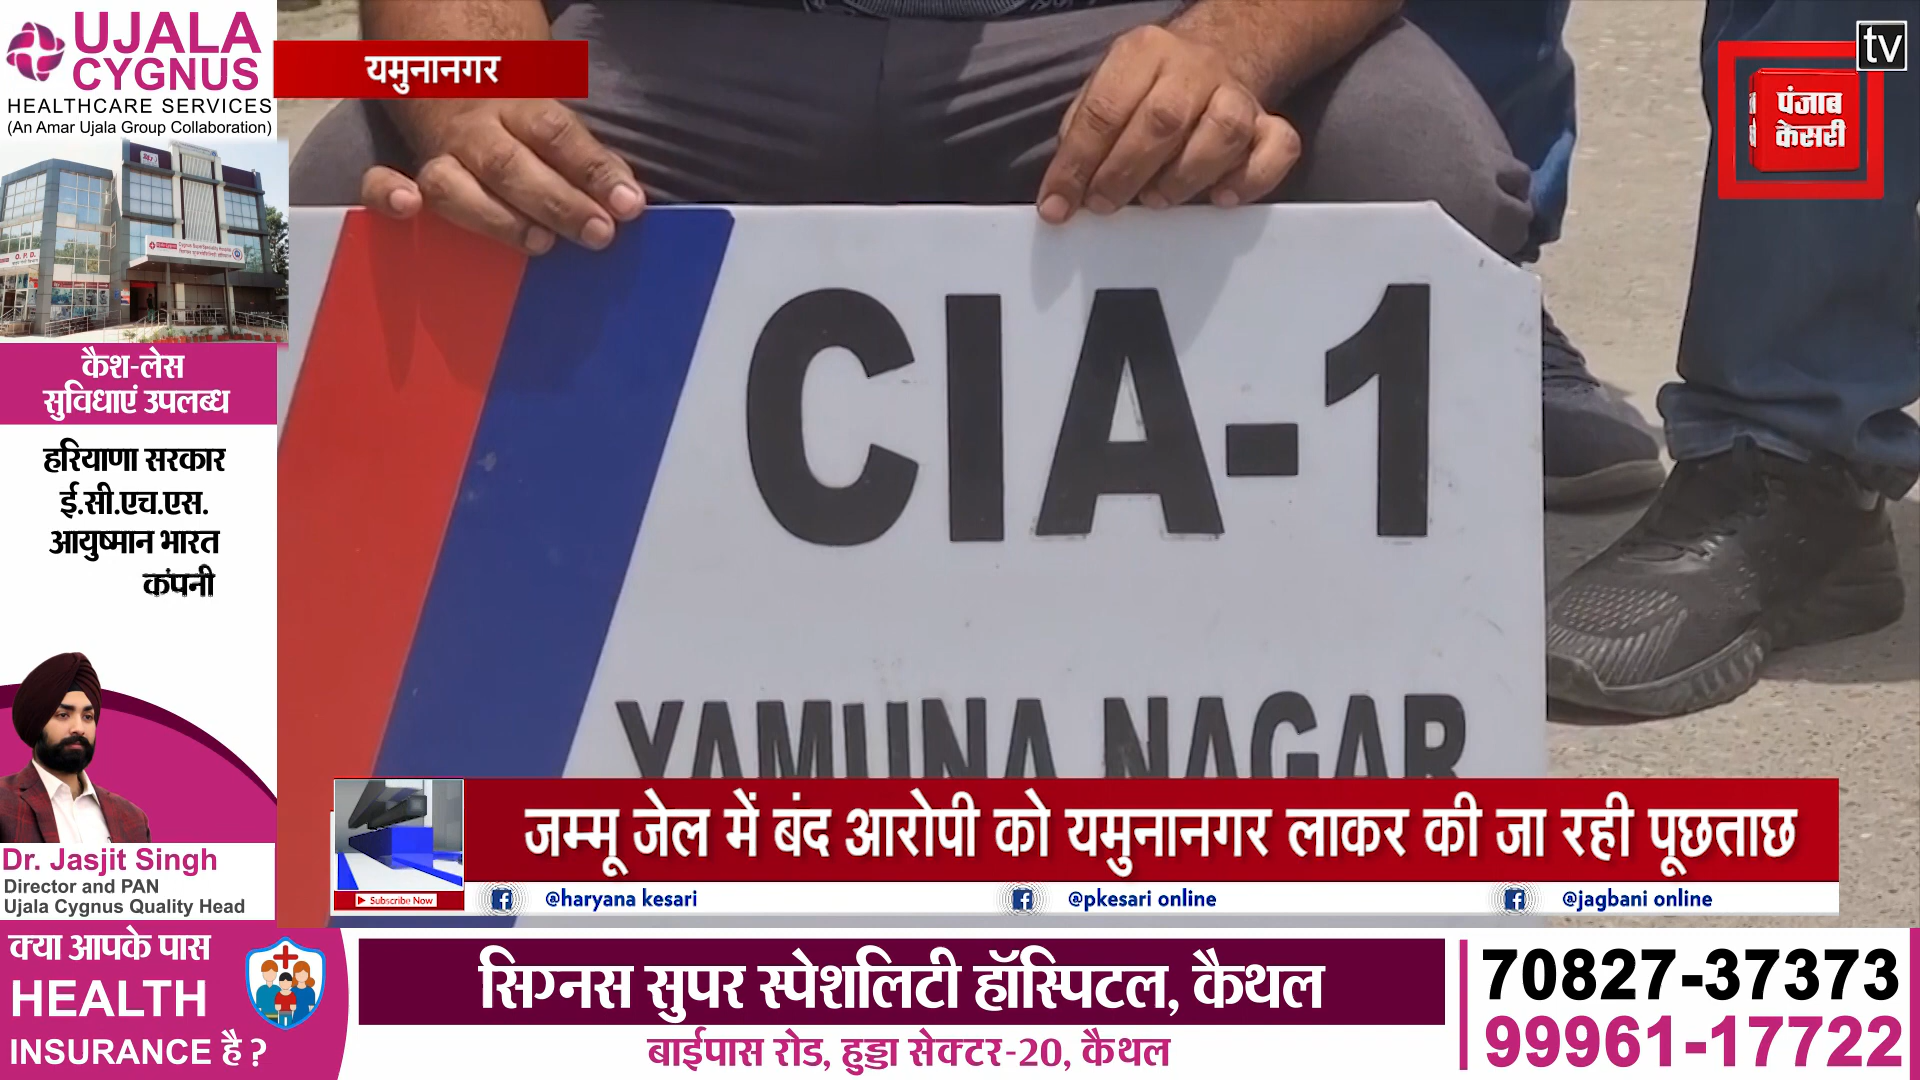 UJALA
CYGNUS
HEALTHCARE SERVICES
(An Amar Ujala Group Collaboration)
यमुनानगर
tv
पंजाब
केसरी
O. P. D.
कैश-लेस
सुविधाएं उपलब्ध
हरियाणा सरकार
ई.सी.एच.एस.
आयुष्मान भारत
कंपनी
CIA-1
YAMUNA NAGAR
जम्मू जेल में बंद आरोपी को यमुनानगर लाकर की जा रही पूछताछ
Subscribe Now
@haryana kesari
@pkesari online
@jagbani online
Dr. Jasjit Singh
Director and PAN
Ujala Cygnus Quality Head
क्या आपके पास
HEALTH
INSURANCE है ?
सिग्नस सुपर स्पेशलिटी हॉस्पिटल, कैथल
बाईपास रोड, हुड्डा सेक्टर-20, कैथल
70827-37373
99961-17722